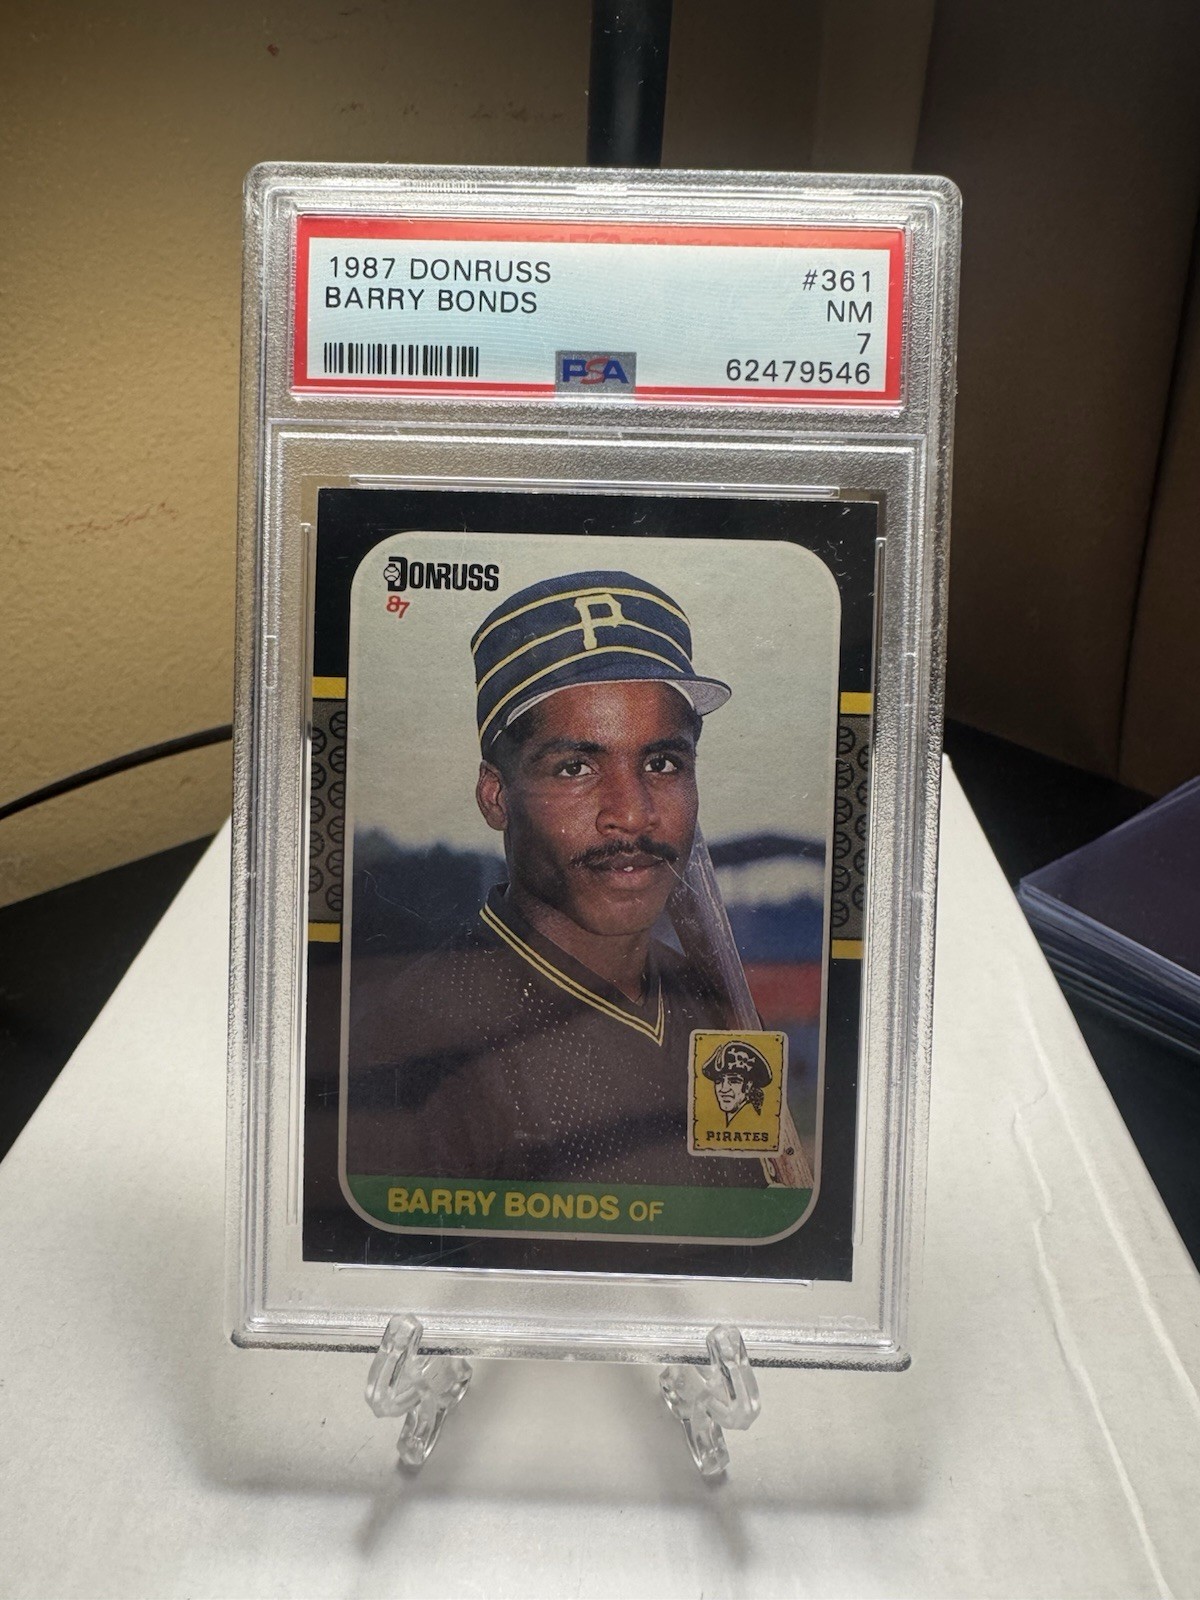 1987 DONRUSS
BARRY BONDS
#361
NM
7
PSA
62479546
DONRUSS
87
P
PIRATES
BARRY BONDS OF